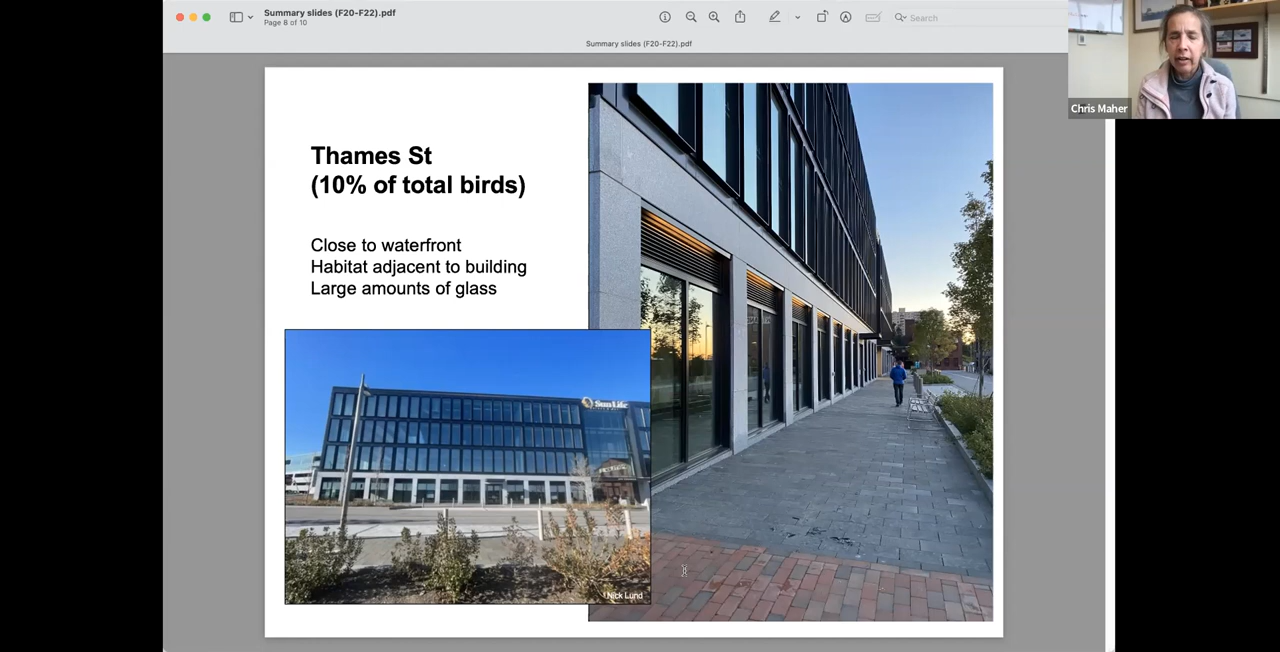 Summary slides (F20-F22).pdf
Page 8 of 10
Search
Summary slides (F20-F22).pdf
Chris Maher
Thames St
(10% of total birds)
Close to waterfront
Habitat adjacent to building
Large amounts of glass
Sun Life
Nick Lund